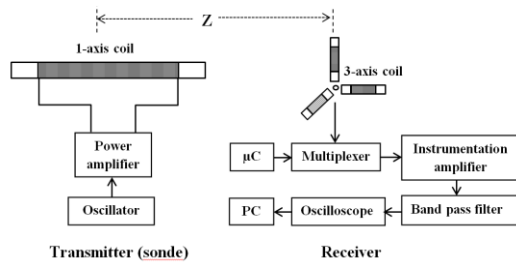 Z
1-axis coil
3-axis coil
Power
amplifier
Oscillator
Transmitter (sonde)
µC
Multiplexer
Instrumentation
amplifier
PC
Oscilloscope
Band pass filter
Receiver